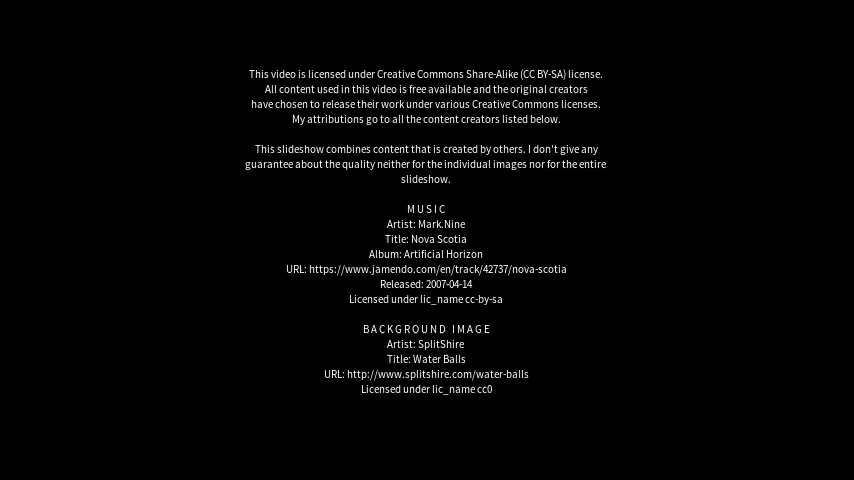 This video is licensed under Creative Commons Share-Alike (CC BY-SA) license.
All content used in this video is free available and the original creators
have chosen to release their work under various Creative Commons licenses.
My attributions go to all the content creators listed below.
This slideshow combines content that is created by others. I don't give any
guarantee about the quality neither for the individual images nor for the entire
slideshow.
MUSIC
Artist: Mark.Nine
Title: Nova Scotia
Album: Artificial Horizon
URL: https://www.jamendo.com/en/track/42737/nova-scotia
Released: 2007-04-14
Licensed under lic_name cc-by-sa
BACKGROUND IMAGE
Artist: SplitShire
Title: Water Balls
URL: http://www.splitshire.com/water-balls
Licensed under lic_name cc0